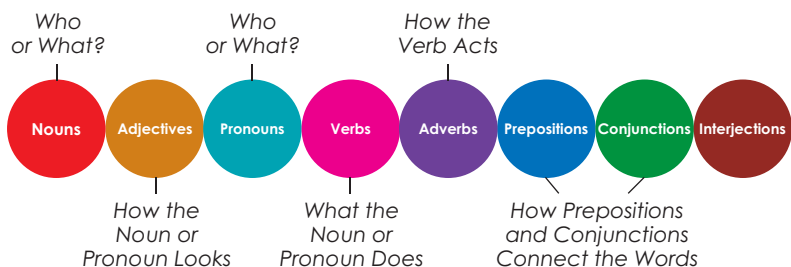 Who
or What?
Who
or What?
How the
Verb Acts
Nouns
Adjectives
Pronouns
Verbs
Adverbs
Prepositions
Conjunctions
Interjections
How the
Noun or
Pronoun Looks
What the
Noun or
Pronoun Does
How Prepositions
and Conjunctions
Connect the Words